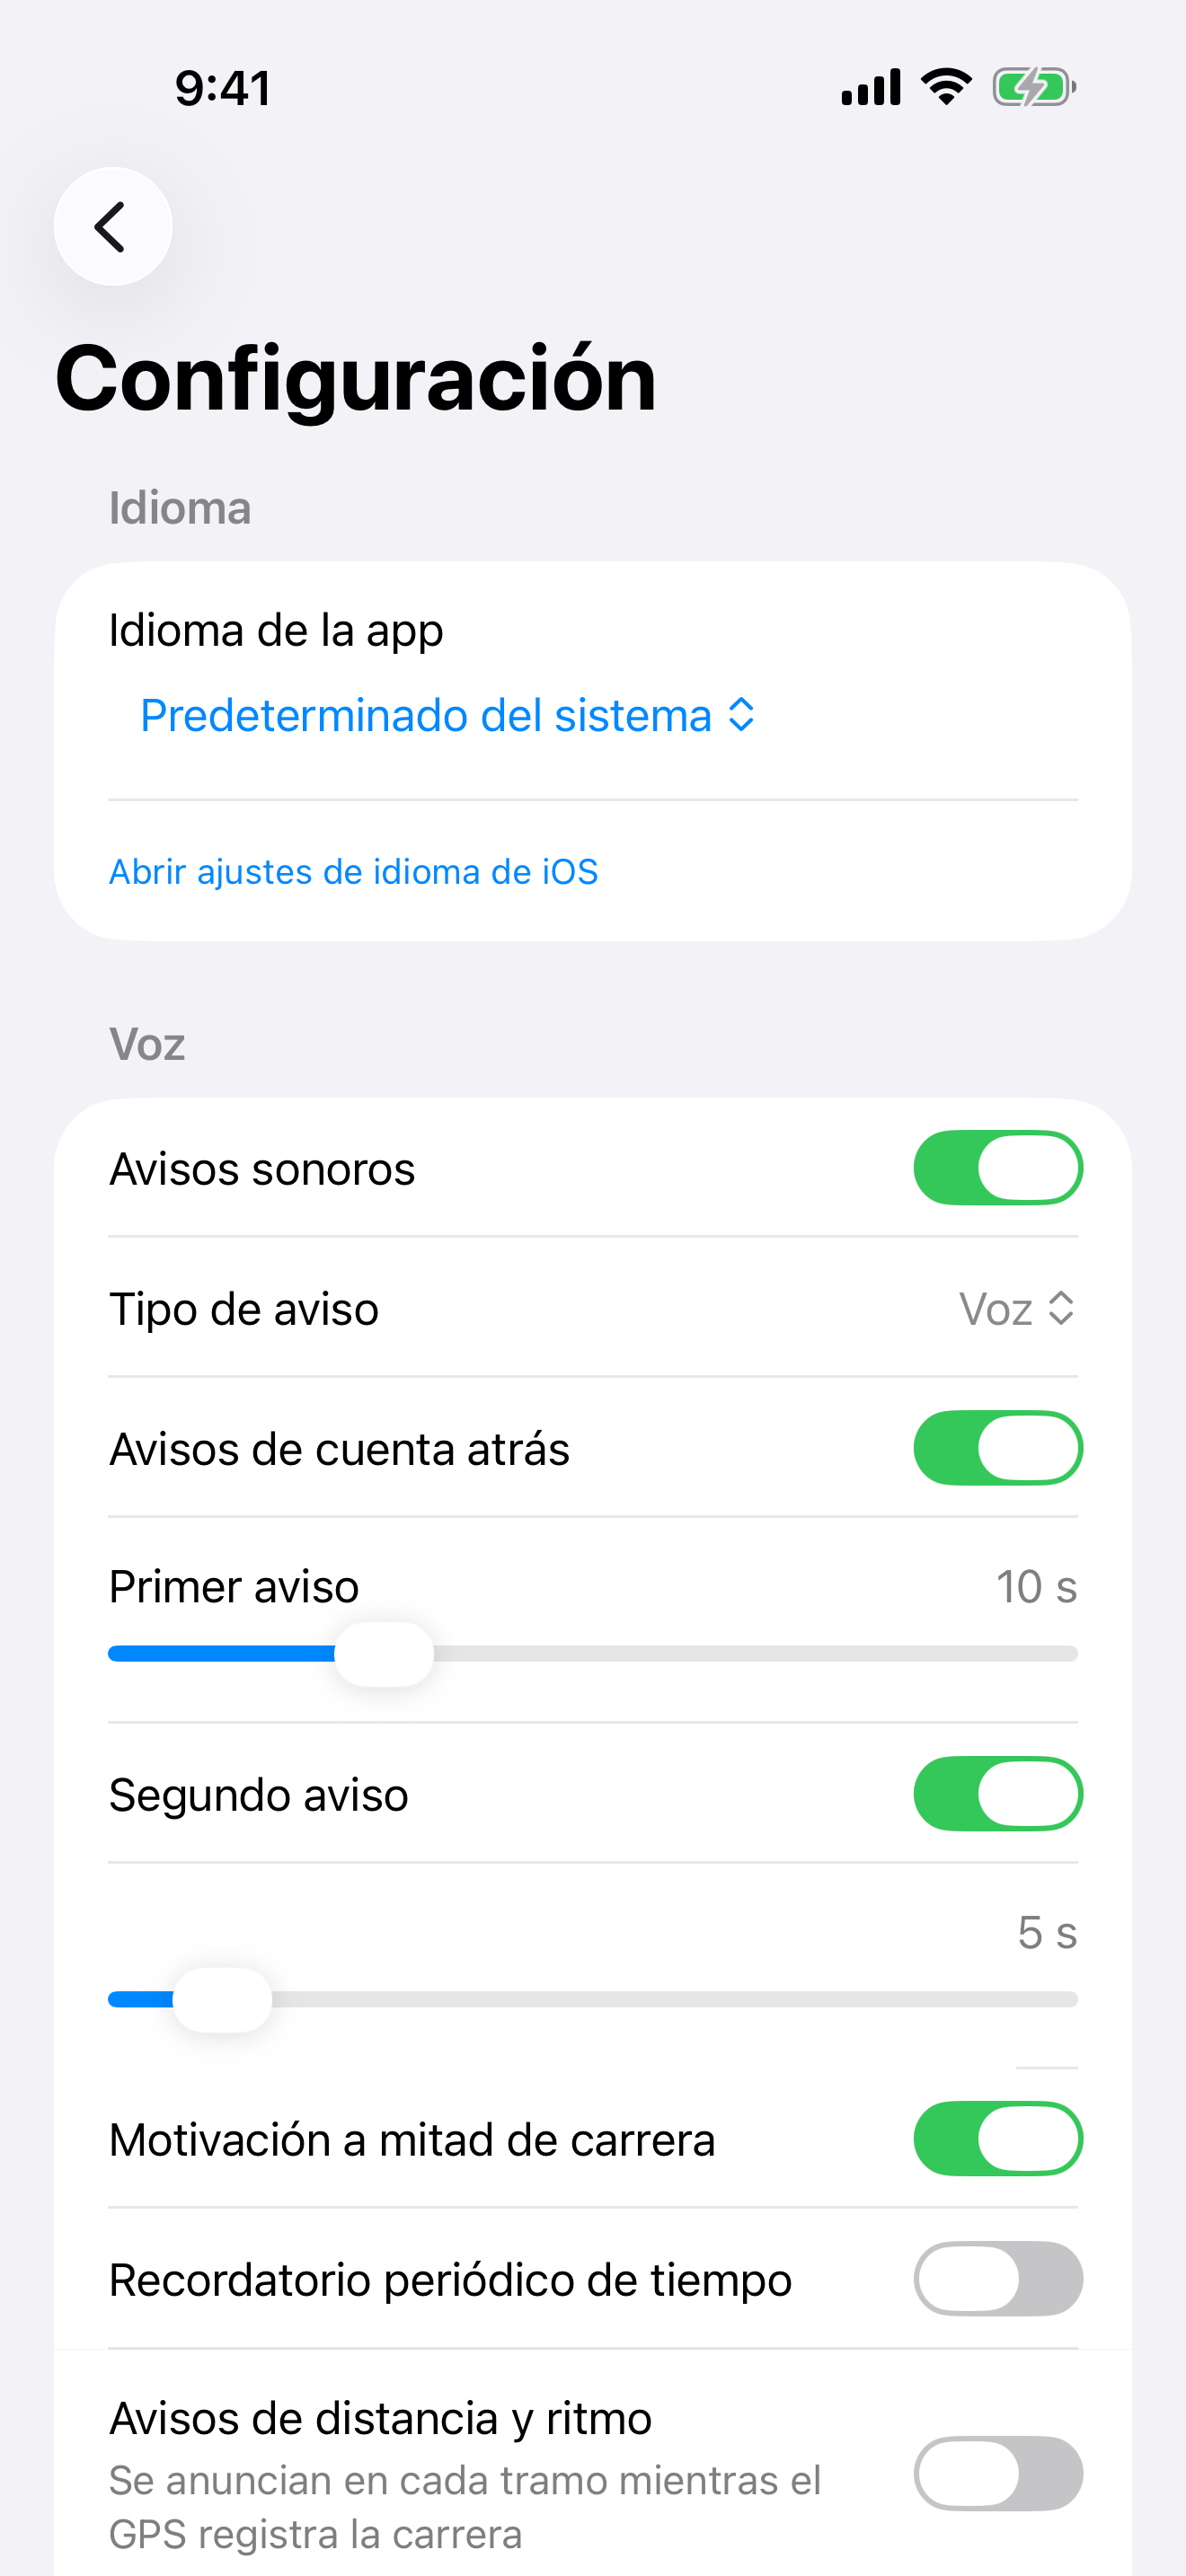 9:41
Configuración
Idioma
Idioma de la app
Predeterminado del sistema
Abrir ajustes de idioma de iOS
Voz
Avisos sonoros
Tipo de aviso
Voz
Avisos de cuenta atrás
Primer aviso
10 s
Segundo aviso
5 s
Motivación a mitad de carrera
Recordatorio periódico de tiempo
Avisos de distancia y ritmo
Se anuncian en cada tramo mientras el
GPS registra la carrera